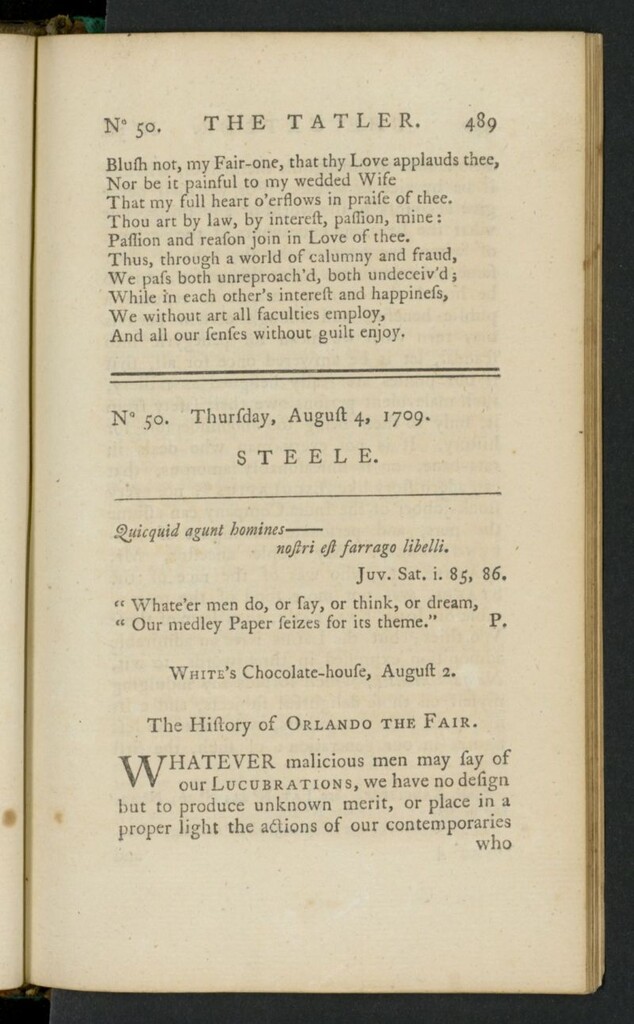 Nº 50. THE TATLER. 489
Bluſh not, my Fair-one, that thy Love applauds thee,
Nor be it painful to my wedded Wife
That my full heart o'erflows in praiſe of thee.
Thou art by law, by intereſt, paſſion, mine:
Paſſion and reaſon join in Love of thee.
Thus, through a world of calumny and fraud,
We paſs both unreproach'd, both undeceiv'd;
While in each other's intereſt and happineſs,
We without art all faculties employ,
And all our ſenſes without guilt enjoy.
Nº 50. Thurſday, Auguſt 4, 1709.
STEELE.
Quicquid agunt homines——
noſtri eſt farrago libelli.
Juv. Sat. i. 85, 86.
“ Whate'er men do, or ſay, or think, or dream,
“ Our medley Paper ſeizes for its theme.” P.
WHITE's Chocolate-houſe, Auguſt 2.
The Hiſtory of ORLANDO THE FAIR.
WHATEVER malicious men may ſay of
our LUCUBRATIONS, we have no deſign
but to produce unknown merit, or place in a
proper light the actions of our contemporaries
who